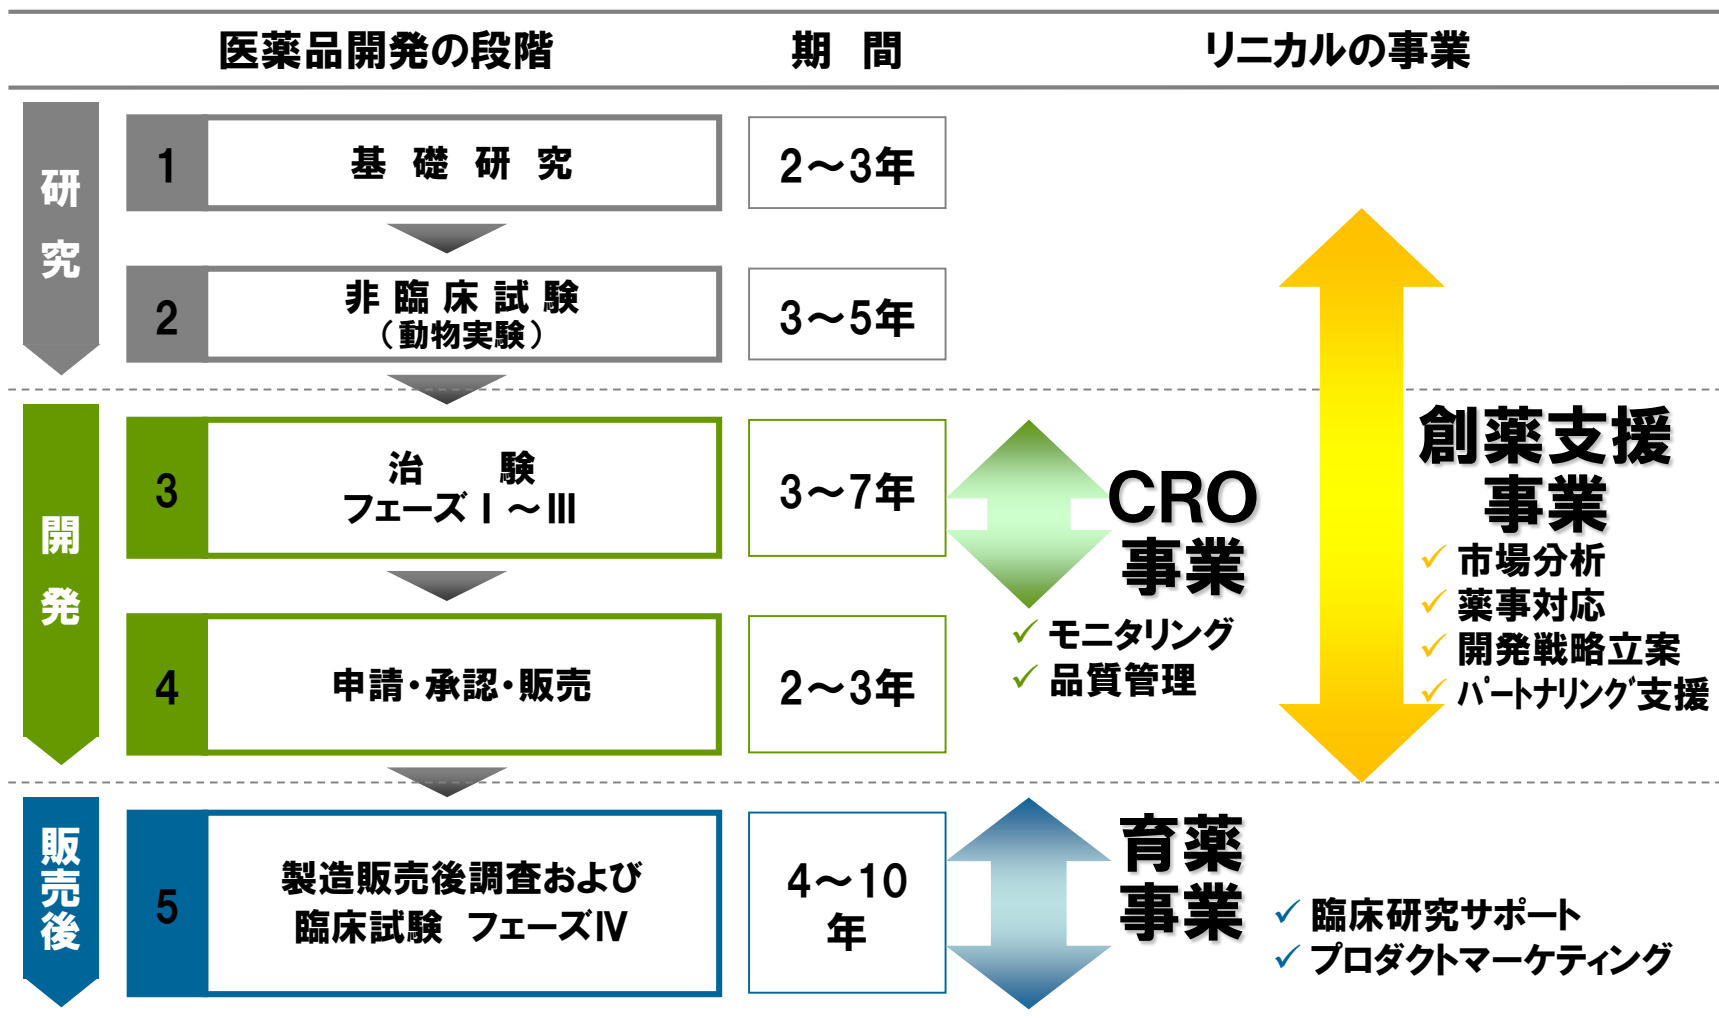 医薬品開発の段階
期 間
リニカルの事業
研究
1
基 礎 研 究
2～3年
2
非 臨 床 試 験
（動物実験）
3～5年
開発
3
治 験
フェーズⅠ～Ⅲ
3～7年
CRO
事業
✓ モニタリング
✓ 品質管理
創薬支援
事業
✓ 市場分析
✓ 薬事対応
✓ 開発戦略立案
✓ ﾊﾟｰﾄﾅﾘﾝｸﾞ支援
4
申請・承認・販売
2～3年
販売後
5
製造販売後調査および
臨床試験 フェーズⅣ
4～10
年
育薬
事業
✓ 臨床研究サポート
✓ プロダクトマーケティング